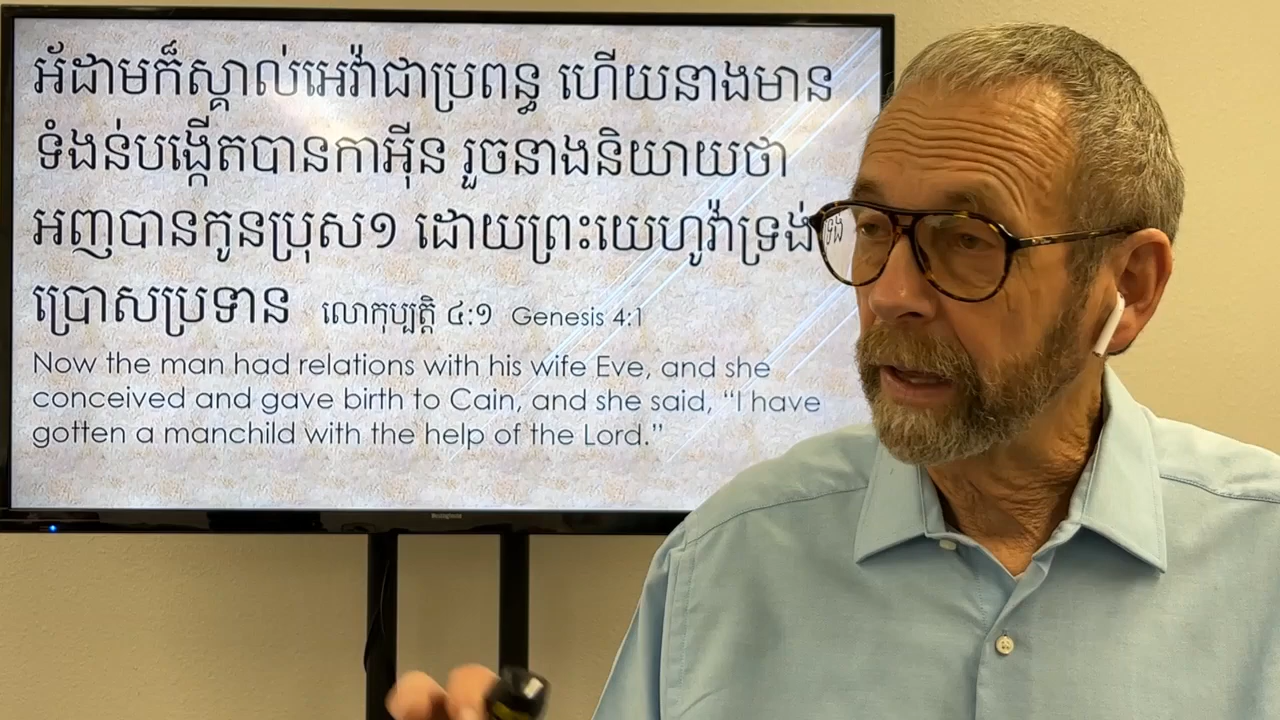 អ័ដាមក៏ស្គាល់អេវ៉ាជាប្រពន្ធ ហើយនាងមាន
ទំងន់បង្កើតបានកាអ៊ីន រួចនាងនិយាយថា
អញបានកូនប្រុស១ ដោយព្រះយេហូវ៉ាទ្រង់
ប្រោសប្រទាន លោកុប្បត្តិ ៤:១ Genesis 4:1
Now the man had relations with his wife Eve, and she
conceived and gave birth to Cain, and she said, “I have
gotten a manchild with the help of the Lord.”
Westinghouse